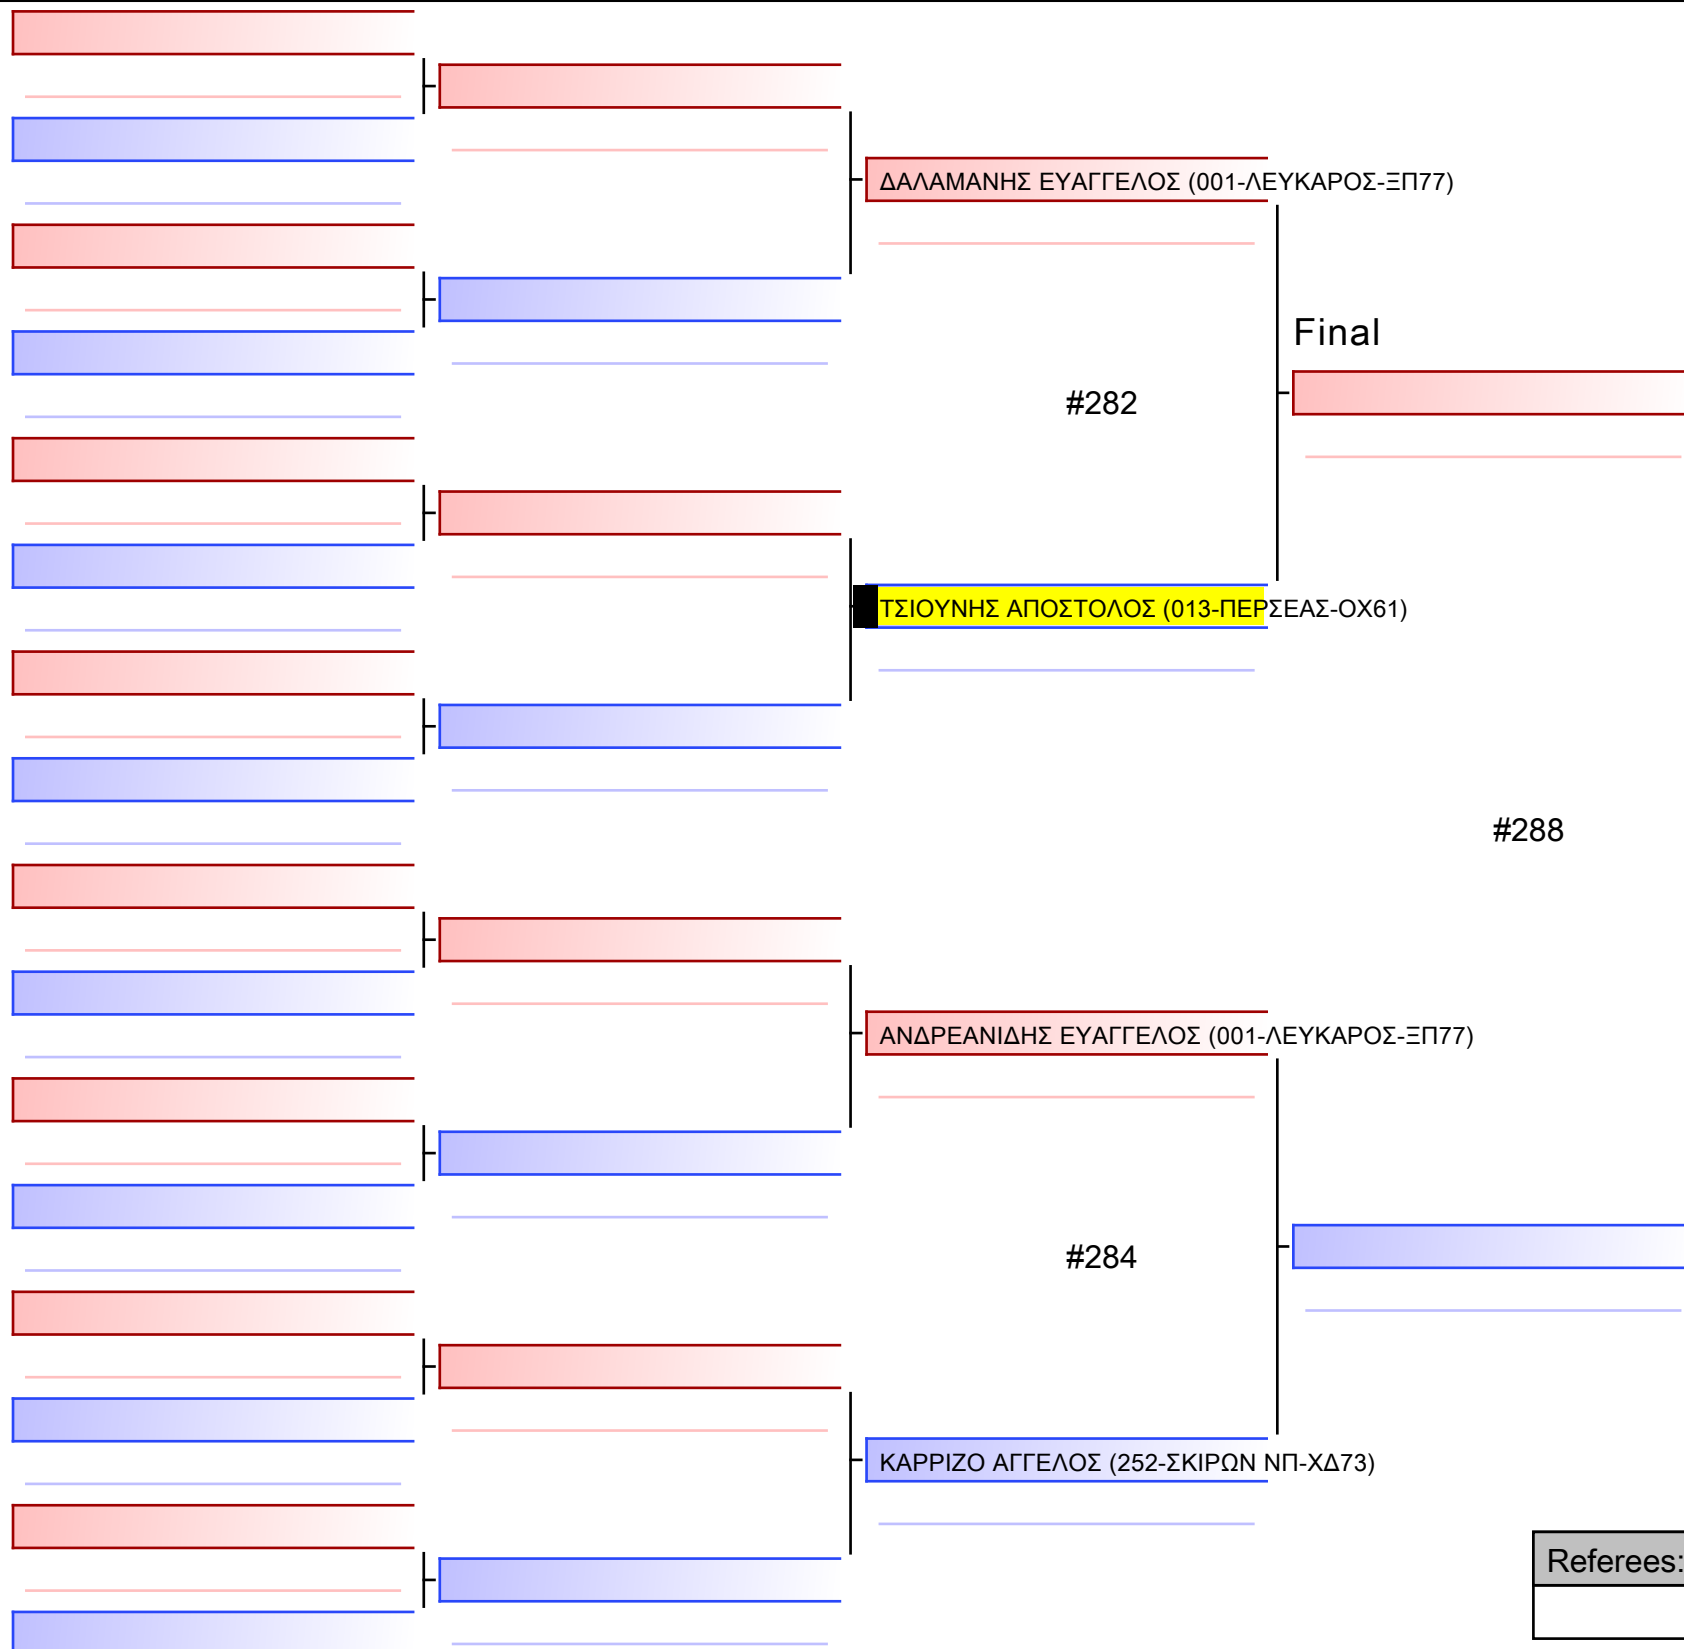 ΔΑΛΑΜΑΝΗΣ ΕΥΑΓΓΕΛΟΣ (001-ΛΕΥΚΑΡΟΣ-ΞΠ77)
Final
#282
ΤΣΙΟΥΝΗΣ ΑΠΟΣΤΟΛΟΣ (013-ΠΕΡΣΕΑΣ-ΟΧ61)
#288
ΑΝΔΡΕΑΝΙΔΗΣ ΕΥΑΓΓΕΛΟΣ (001-ΛΕΥΚΑΡΟΣ-ΞΠ77)
#284
ΚΑΡΡΙΖΟ ΑΓΓΕΛΟΣ (252-ΣΚΙΡΩΝ ΝΠ-ΧΔ73)
Referees: